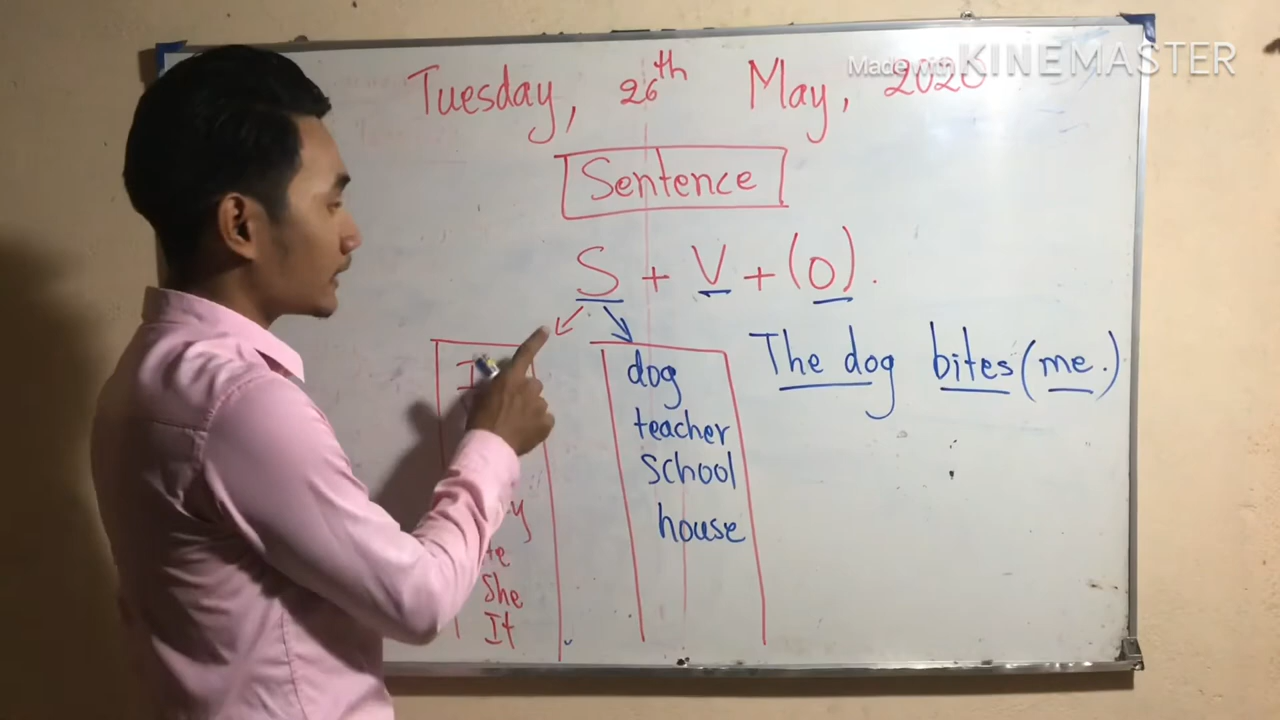 Made with KINEMASTER
Tuesday, 26th May, 2020
Sentence
S + V + (O).
The dog bites (me.)
I
dog
teacher
school
house
She
It